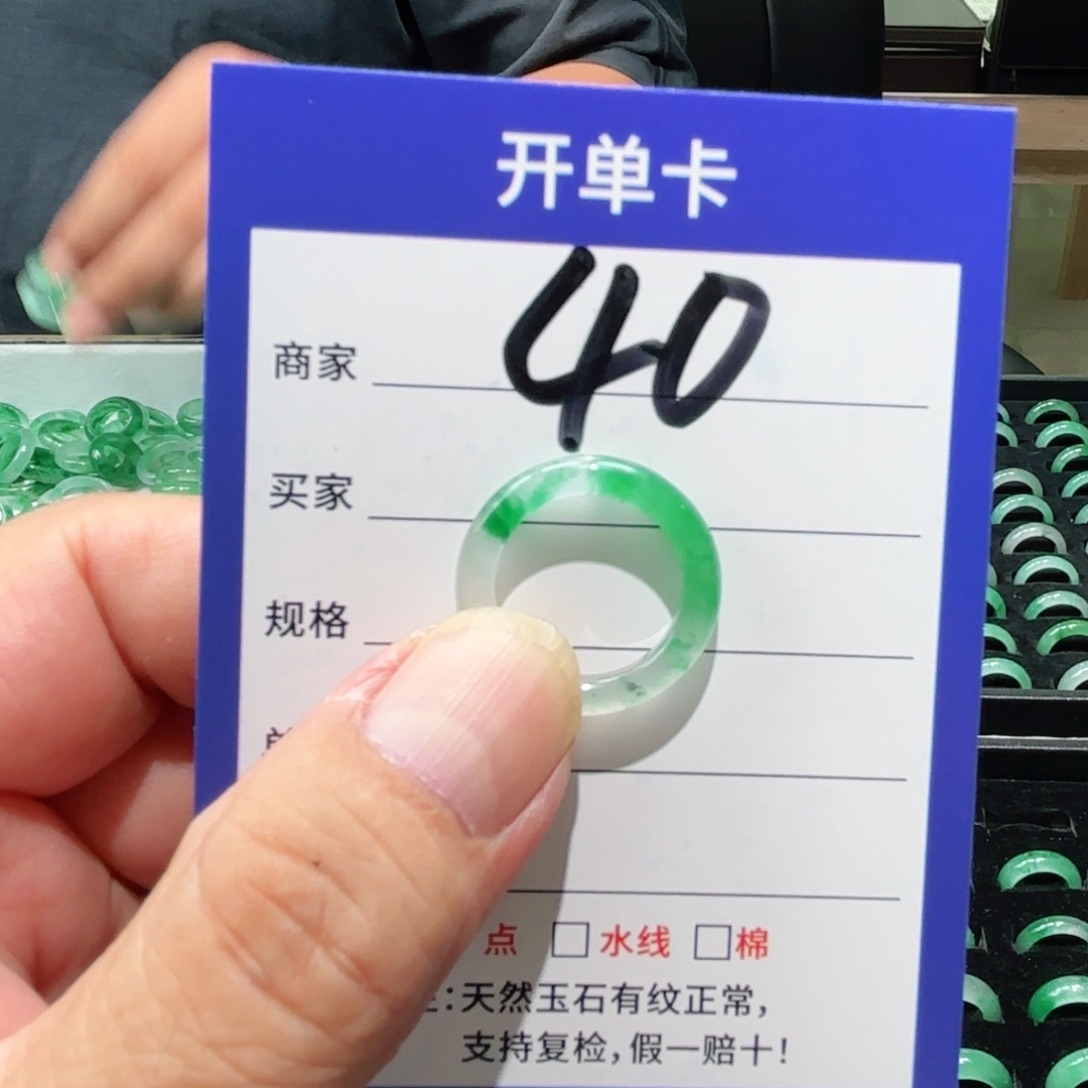 开单卡
40
商家
买家
规格
点 □ 水线 □ 棉
:天然玉石有纹正常，
支持复检，假一赔十！